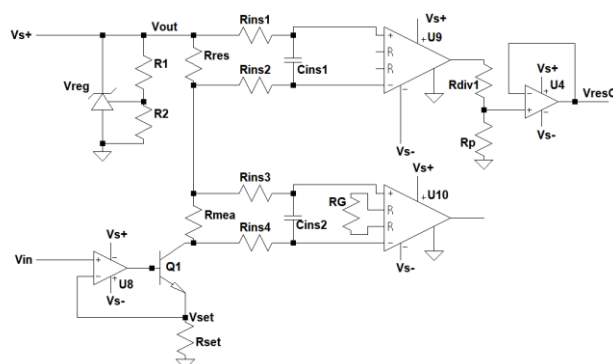 Vs+ Vout Rins1 Vs+
+ U9
Vreg R1 Rres R Cins1 R Vs+
Rins2 Rdiv1 U4
R2 VresC
Vs- Rp Vs-
Vs+
Rins3 + U10
Rmea RG R Cins2 R
Vs+ Rins4
Vin + Q1 Vs-
U8
Vs- Vset
Rset